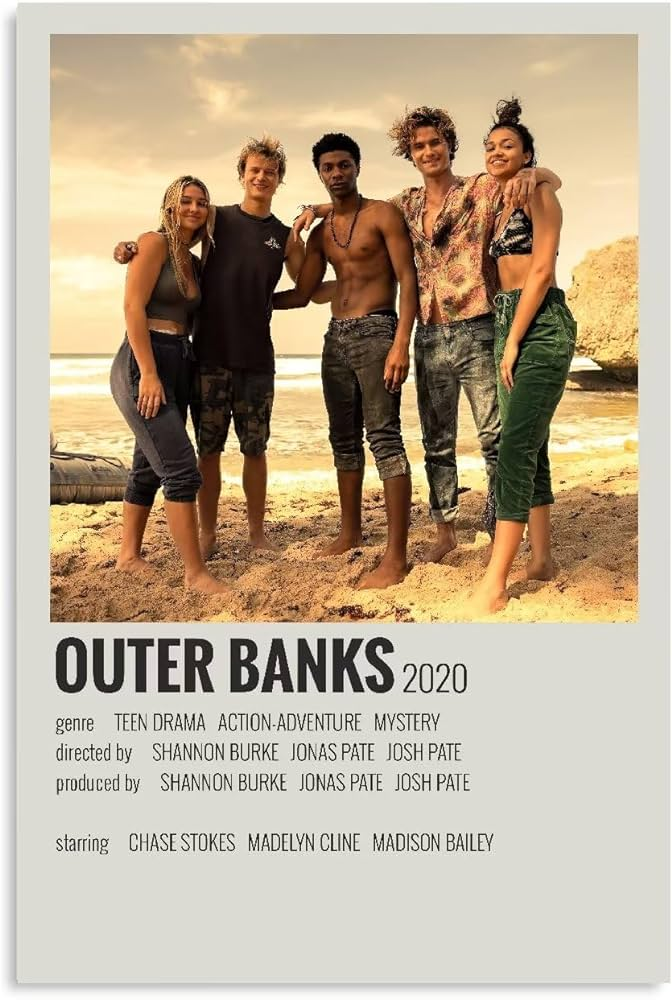 OUTER BANKS 2020
genre TEEN DRAMA ACTION-ADVENTURE MYSTERY
directed by SHANNON BURKE JONAS PATE JOSH PATE
produced by SHANNON BURKE JONAS PATE JOSH PATE
starring CHASE STOKES MADELYN CLINE MADISON BAILEY